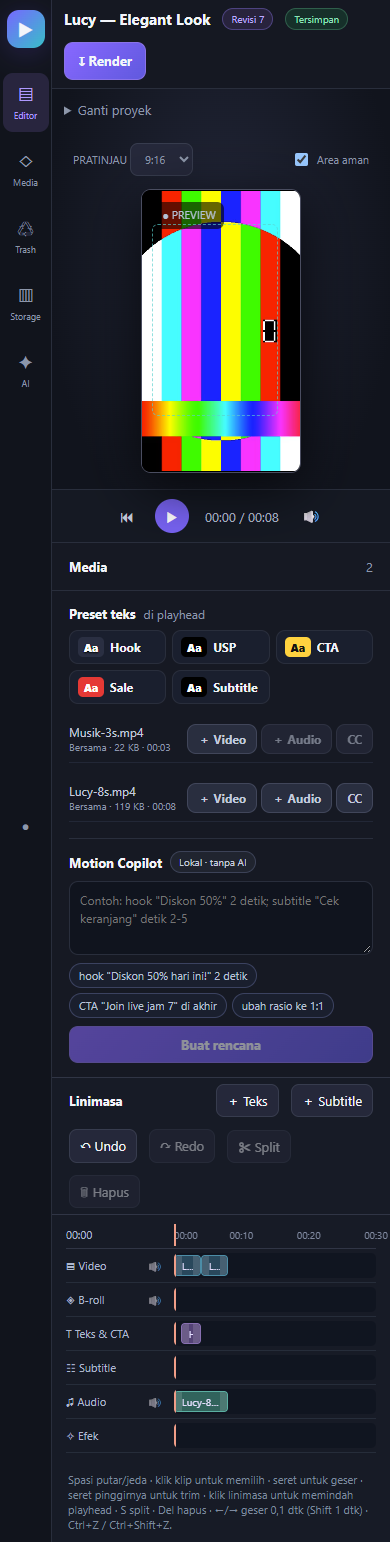 Lucy — Elegant Look
Revisi 7
Tersimpan
↧ Render
Editor
Media
Trash
Storage
AI
▶ Ganti proyek
PRATINJAU
9:16
Area aman
● PREVIEW
00:00 / 00:08
Media
2
Preset teks di playhead
Aa Hook
Aa USP
Aa CTA
Aa Sale
Aa Subtitle
Musik-3s.mp4
Bersama · 22 KB · 00:03
+ Video
+ Audio
CC
Lucy-8s.mp4
Bersama · 119 KB · 00:08
+ Video
+ Audio
CC
Motion Copilot
Lokal · tanpa AI
Contoh: hook "Diskon 50%" 2 detik; subtitle "Cek
keranjang" detik 2-5
hook "Diskon 50% hari ini!" 2 detik
CTA "Join live jam 7" di akhir
ubah rasio ke 1:1
Buat rencana
Linimasa
+ Teks
+ Subtitle
↶ Undo
↷ Redo
Split
Hapus
00:00
00:00 00:10 00:20 00:30
Video
L… L…
B-roll
T Teks & CTA
Subtitle
♫ Audio
Lucy-8…
Efek
Spasi putar/jeda · klik klip untuk memilih · seret untuk geser ·
seret pinggirnya untuk trim · klik linimasa untuk memindah
playhead · S split · Del hapus · ←/→ geser 0,1 dtk (Shift 1 dtk) ·
Ctrl+Z / Ctrl+Shift+Z.